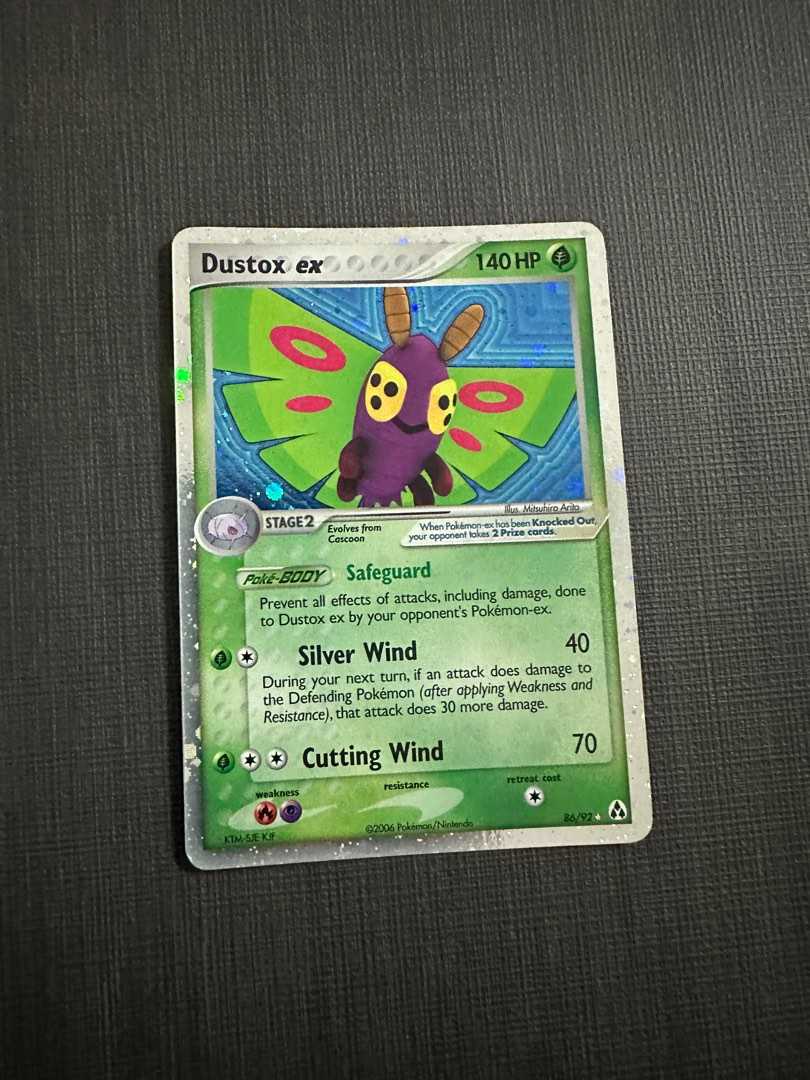 Dustox ex 140 HP
Illus. Mitsuhiro Arita
STAGE2
Evolves from
Cascoon
When Pokémon-ex has been Knocked Out,
your opponent takes 2 Prize cards.
Poké-BODY Safeguard
Prevent all effects of attacks, including damage, done
to Dustox ex by your opponent's Pokémon-ex.
Silver Wind 40
During your next turn, if an attack does damage to
the Defending Pokémon (after applying Weakness and
Resistance), that attack does 30 more damage.
Cutting Wind 70
weakness resistance retreat cost
KTM-SJE KJF ©2006 Pokémon/Nintendo 86/92